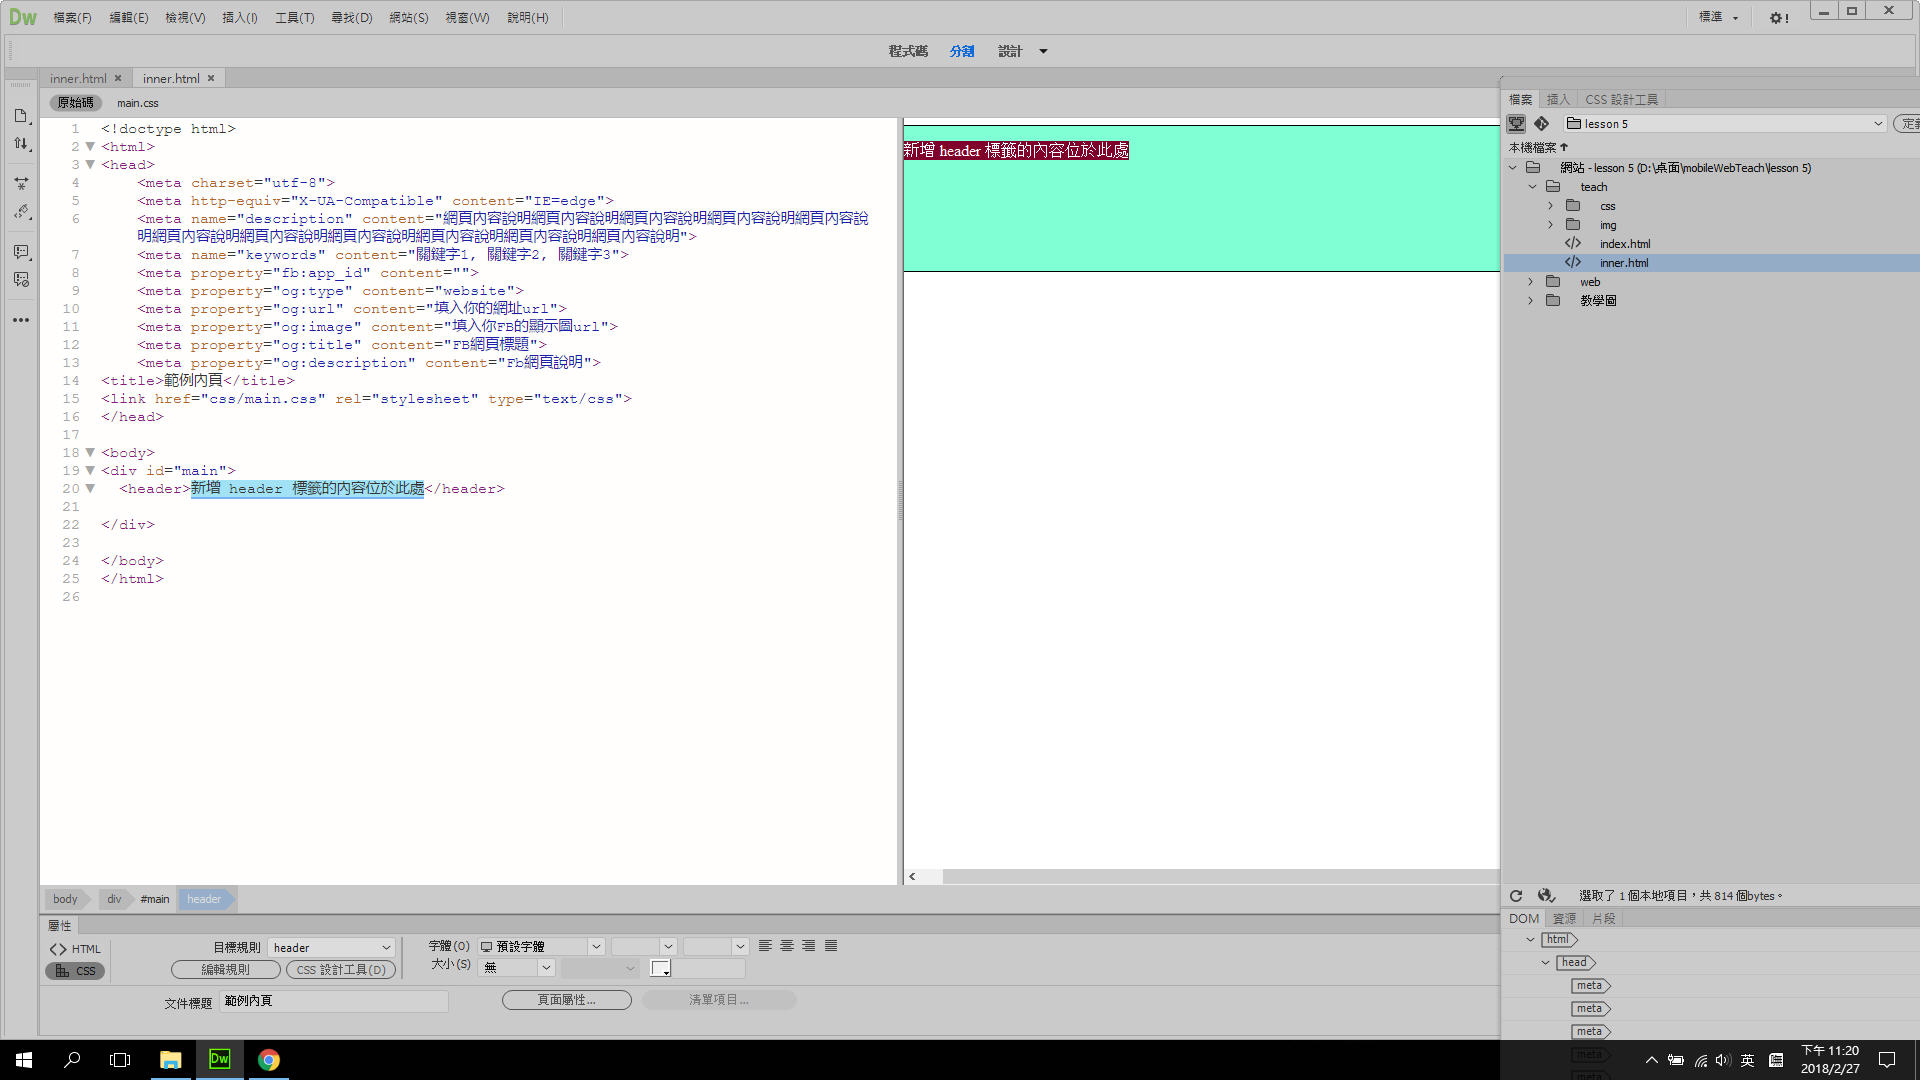 Dw 檔案(F) 編輯(E) 檢視(V) 插入(I) 工具(T) 尋找(D) 網站(S) 視窗(W) 說明(H) 標準
程式碼 分割 設計
inner.html × inner.html ×
原始碼 main.css
1 <!doctype html>
2 <html>
3 <head>
4 <meta charset="utf-8">
5 <meta http-equiv="X-UA-Compatible" content="IE=edge">
6 <meta name="description" content="網頁內容說明網頁內容說明網頁內容說明網頁內容說明網頁內容說
明網頁內容說明網頁內容說明網頁內容說明網頁內容說明網頁內容說明網頁內容說明">
7 <meta name="keywords" content="關鍵字1, 關鍵字2, 關鍵字3">
8 <meta property="fb:app_id" content="">
9 <meta property="og:type" content="website">
10 <meta property="og:url" content="填入你的網址url">
11 <meta property="og:image" content="填入你FB的顯示圖url">
12 <meta property="og:title" content="FB網頁標題">
13 <meta property="og:description" content="Fb網頁說明">
14 <title>範例內頁</title>
15 <link href="css/main.css" rel="stylesheet" type="text/css">
16 </head>
17
18 <body>
19 <div id="main">
20 <header>新增 header 標籤的內容位於此處</header>
21
22 </div>
23
24 </body>
25 </html>
26
新增 header 標籤的內容位於此處
檔案 插入 CSS 設計工具
lesson 5
本機檔案
網站 - lesson 5 (D:\桌面\mobileWebTeach\lesson 5)
teach
css
img
index.html
inner.html
web
教學圖
選取了 1 個本地項目，共 814 個bytes。
DOM 資源 片段
html
head
meta
meta
meta
meta
meta
body div #main header
屬性
HTML 目標規則 header 字體(O) 預設字體
CSS 編輯規則 CSS 設計工具(D) 大小(S) 無
文件標題 範例內頁 頁面屬性... 清單項目...
Dw 英 下午 11:20
2018/2/27